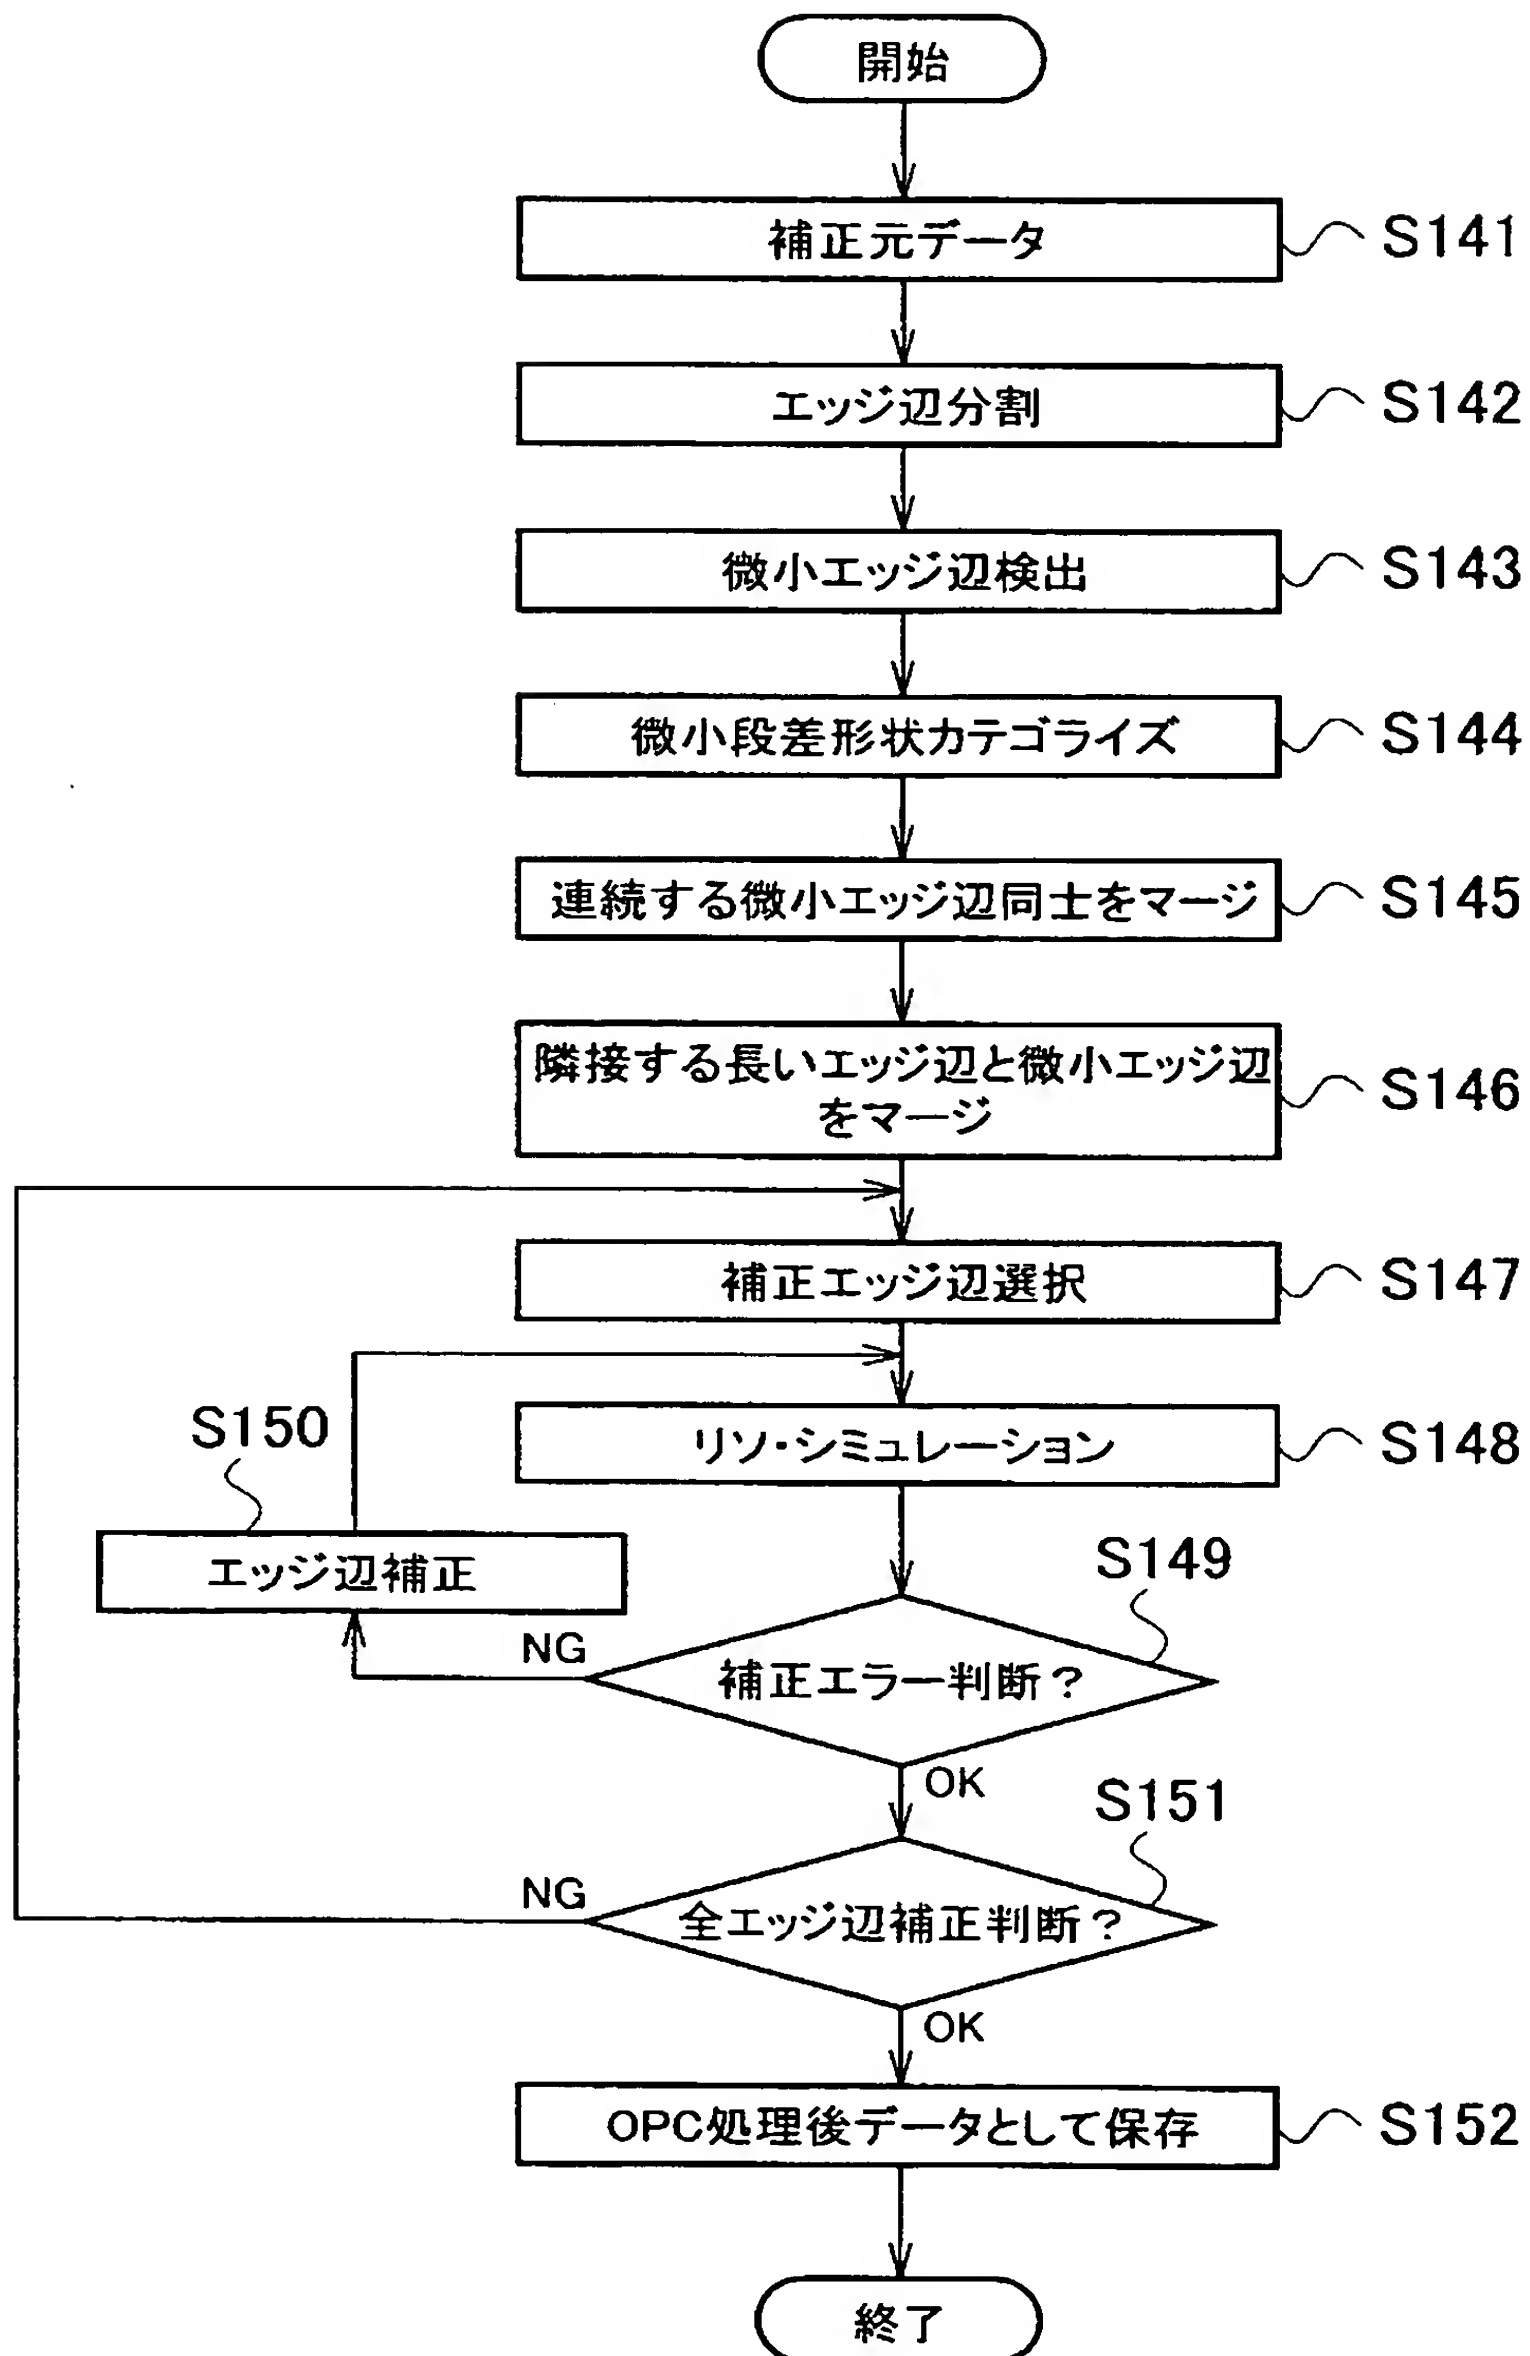 開始
補正元データ
S141
エッジ辺分割
S142
微小エッジ辺検出
S143
微小段差形状カテゴライズ
S144
連続する微小エッジ辺同士をマージ
S145
隣接する長いエッジ辺と微小エッジ辺
をマージ
S146
補正エッジ辺選択
S147
リソ・シミュレーション
S148
S150
エッジ辺補正
S149
NG
補正エラー判断？
OK
S151
NG
全エッジ辺補正判断？
OK
OPC処理後データとして保存
S152
終了